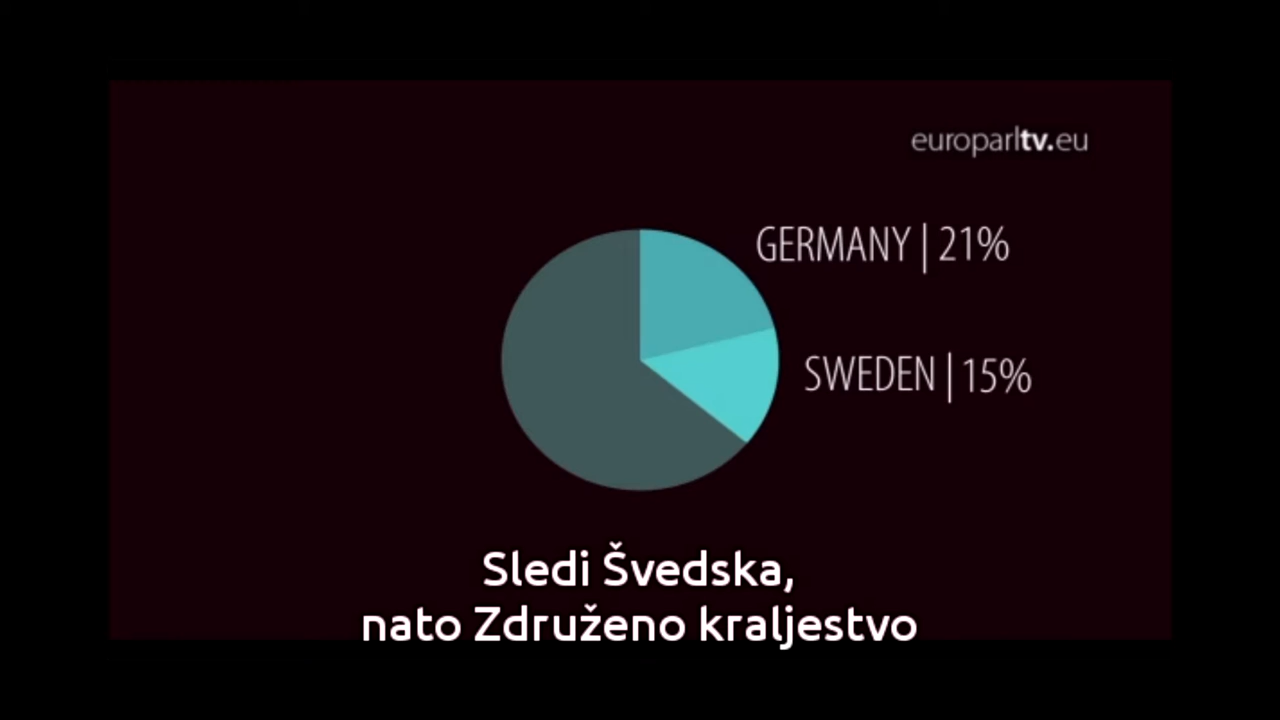 europarltv.eu
GERMANY | 21%
SWEDEN | 15%
Sledi Švedska,
nato Združeno kraljestvo